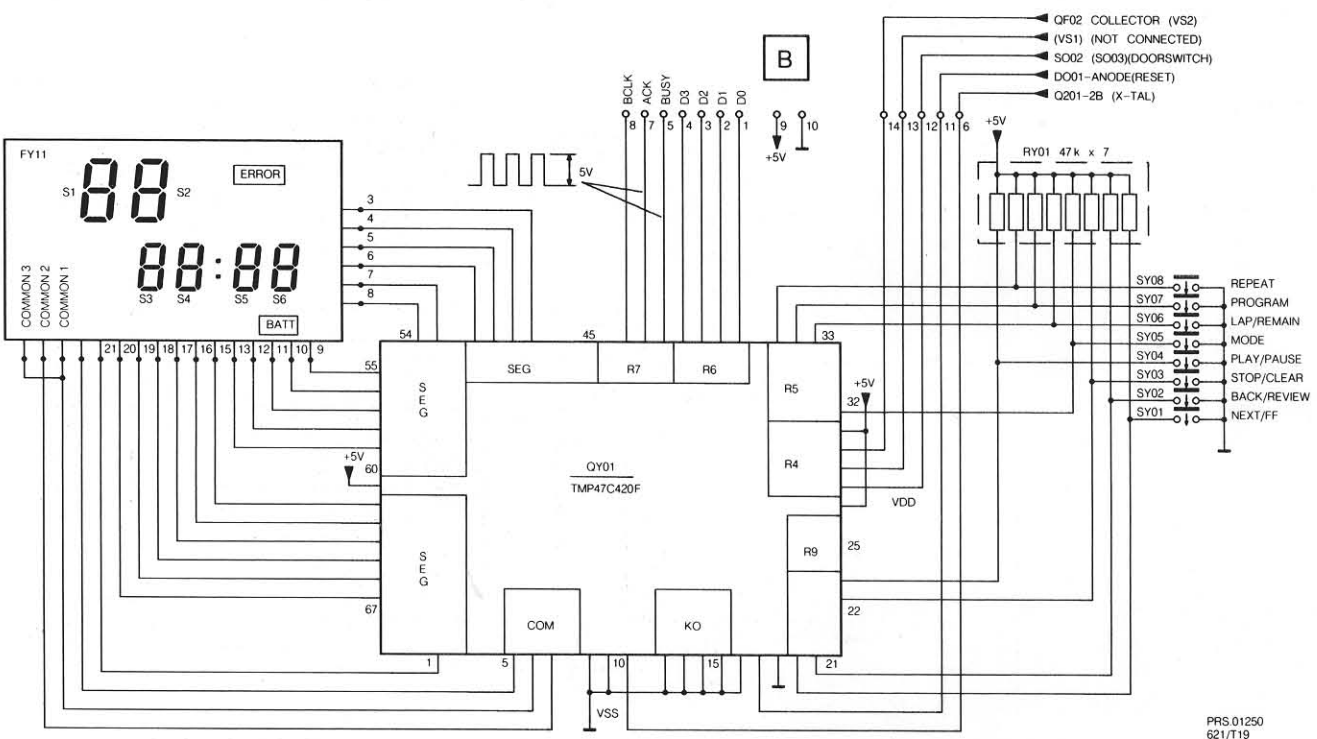 QF02 COLLECTOR (VS2)
(VS1) (NOT CONNECTED)
SO02 (SO03)(DOORSWITCH)
DO01-ANODE(RESET)
Q201-2B (X-TAL)
B
BCLK ACK BUSY D3 D2 D1 D0
8 7 5 4 3 2 1 9 10
+5V
14 13 12 11 6
+5V
RY01 47k x 7
5V
FY11
88
S1 S2
ERROR
88:88
S3 S4 S5 S6
BATT
COMMON 3
COMMON 2
COMMON 1
3
4
5
6
7
8
21 20 19 18 17 16 15 13 12 11 10 9
SY08 REPEAT
SY07 PROGRAM
SY06 LAP/REMAIN
SY05 MODE
SY04 PLAY/PAUSE
SY03 STOP/CLEAR
SY02 BACK/REVIEW
SY01 NEXT/FF
54 45 33
55
SEG
SEG
R7
R6
R5
32
+5V
R4
+5V
60
QY01
TMP47C420F
VDD
SEG
R9
25
67
22
COM
KO
1 5 10 15 21
VSS
PRS.01250
621/T19